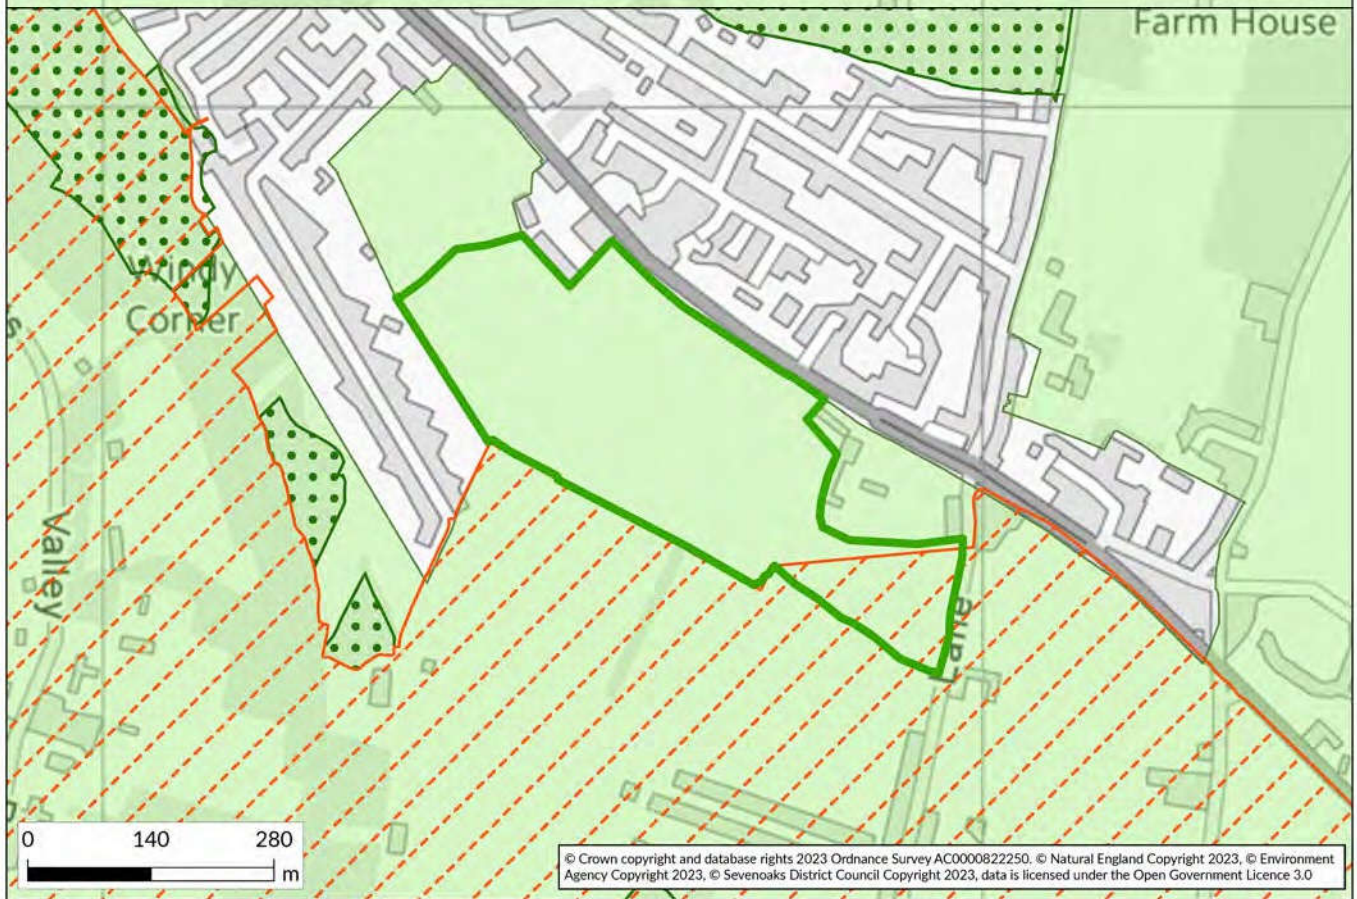 Farm House
Windy
Corner
s
Valley
Lane
0 140 280
m
© Crown copyright and database rights 2023 Ordnance Survey AC0000822250. © Natural England Copyright 2023, © Environment
Agency Copyright 2023, © Sevenoaks District Council Copyright 2023, data is licensed under the Open Government Licence 3.0